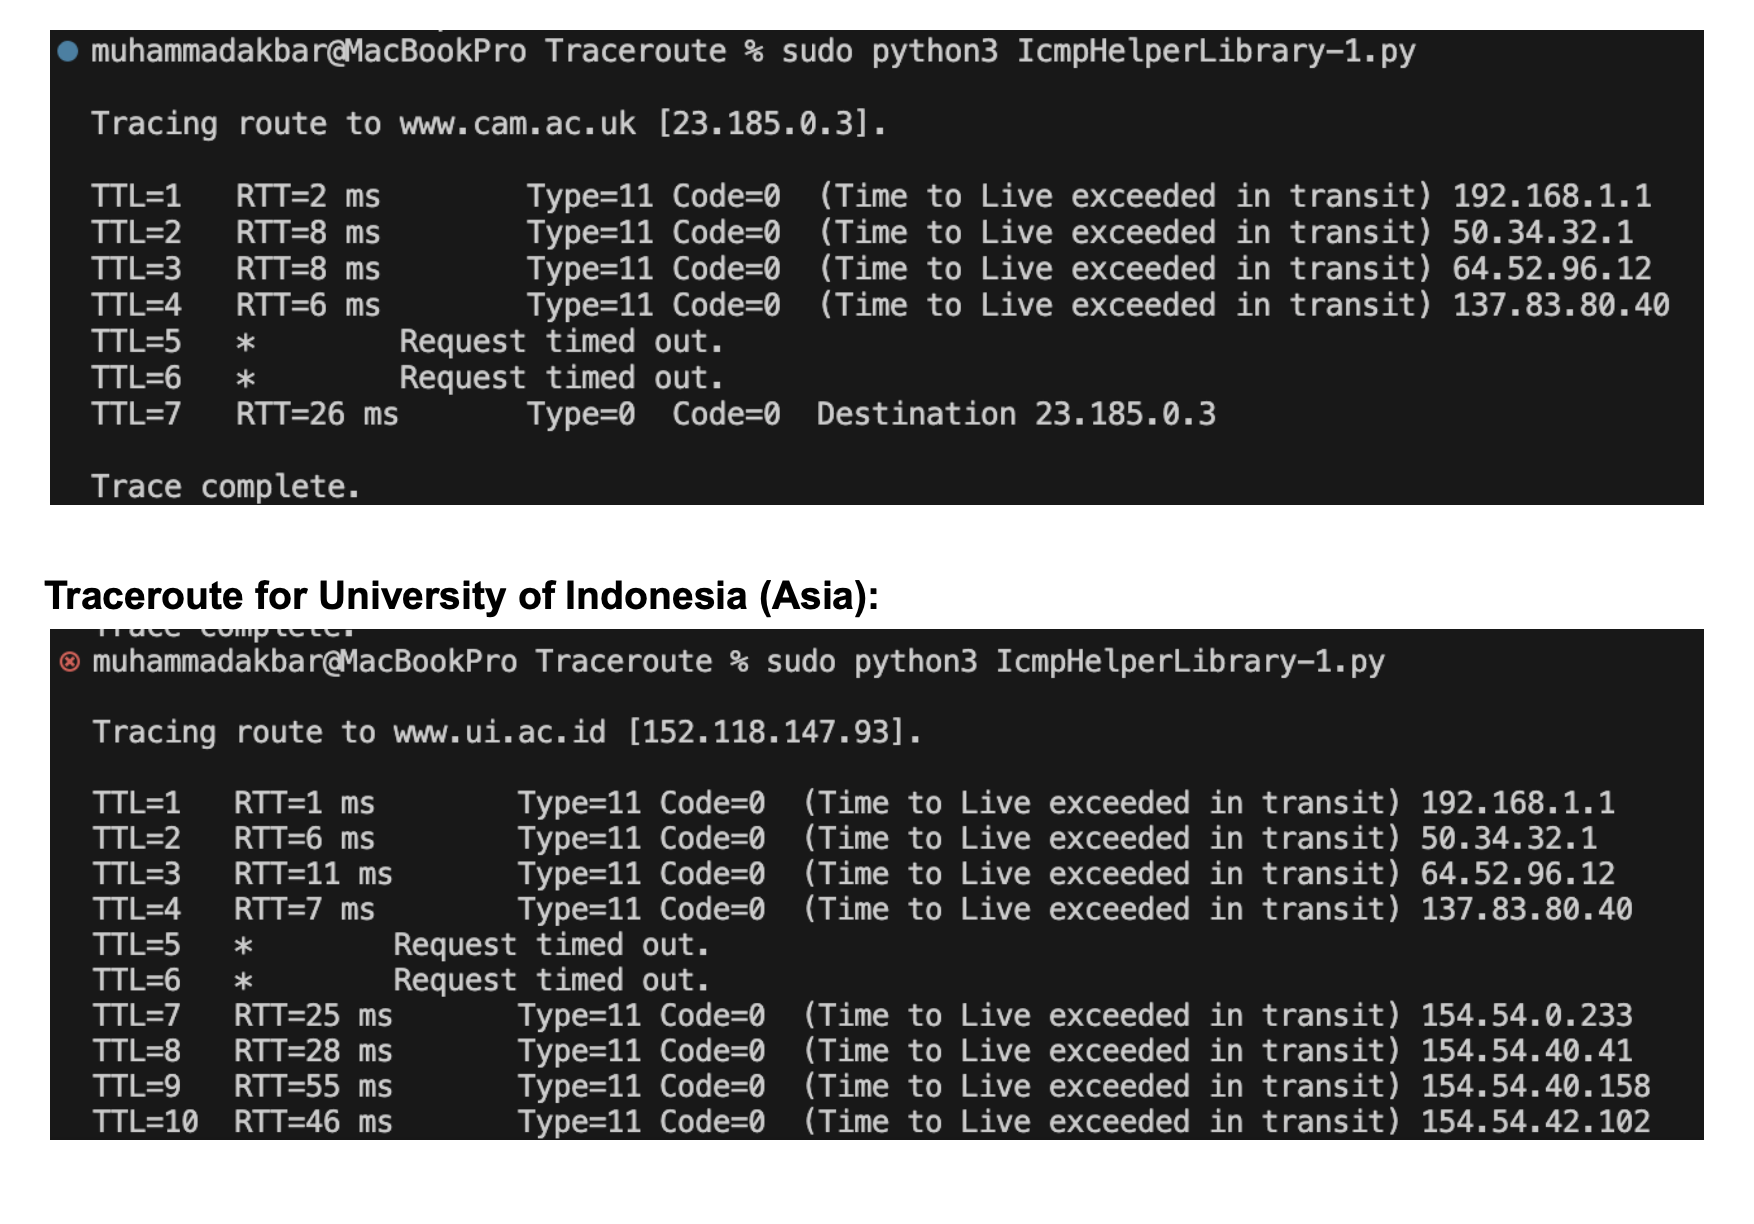 muhammadakbar@MacBookPro Traceroute % sudo python3 IcmpHelperLibrary-1.py
Tracing route to www.cam.ac.uk [23.185.0.3].
TTL=1 RTT=2 ms Type=11 Code=0 (Time to Live exceeded in transit) 192.168.1.1
TTL=2 RTT=8 ms Type=11 Code=0 (Time to Live exceeded in transit) 50.34.32.1
TTL=3 RTT=8 ms Type=11 Code=0 (Time to Live exceeded in transit) 64.52.96.12
TTL=4 RTT=6 ms Type=11 Code=0 (Time to Live exceeded in transit) 137.83.80.40
TTL=5 * Request timed out.
TTL=6 * Request timed out.
TTL=7 RTT=26 ms Type=0 Code=0 Destination 23.185.0.3
Trace complete.
Traceroute for University of Indonesia (Asia):
Trace complete.
muhammadakbar@MacBookPro Traceroute % sudo python3 IcmpHelperLibrary-1.py
Tracing route to www.ui.ac.id [152.118.147.93].
TTL=1 RTT=1 ms Type=11 Code=0 (Time to Live exceeded in transit) 192.168.1.1
TTL=2 RTT=6 ms Type=11 Code=0 (Time to Live exceeded in transit) 50.34.32.1
TTL=3 RTT=11 ms Type=11 Code=0 (Time to Live exceeded in transit) 64.52.96.12
TTL=4 RTT=7 ms Type=11 Code=0 (Time to Live exceeded in transit) 137.83.80.40
TTL=5 * Request timed out.
TTL=6 * Request timed out.
TTL=7 RTT=25 ms Type=11 Code=0 (Time to Live exceeded in transit) 154.54.0.233
TTL=8 RTT=28 ms Type=11 Code=0 (Time to Live exceeded in transit) 154.54.40.41
TTL=9 RTT=55 ms Type=11 Code=0 (Time to Live exceeded in transit) 154.54.40.158
TTL=10 RTT=46 ms Type=11 Code=0 (Time to Live exceeded in transit) 154.54.42.102